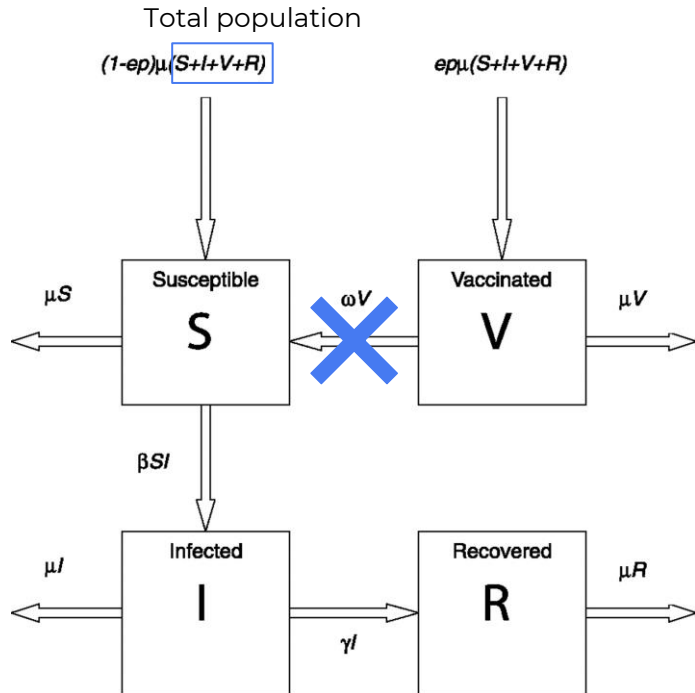 Total population
(1-ep)μ(S+I+V+R)
epμ(S+I+V+R)
Susceptible
S
Vaccinated
V
μS
ωV
μV
βSI
Infected
I
Recovered
R
μI
γI
μR